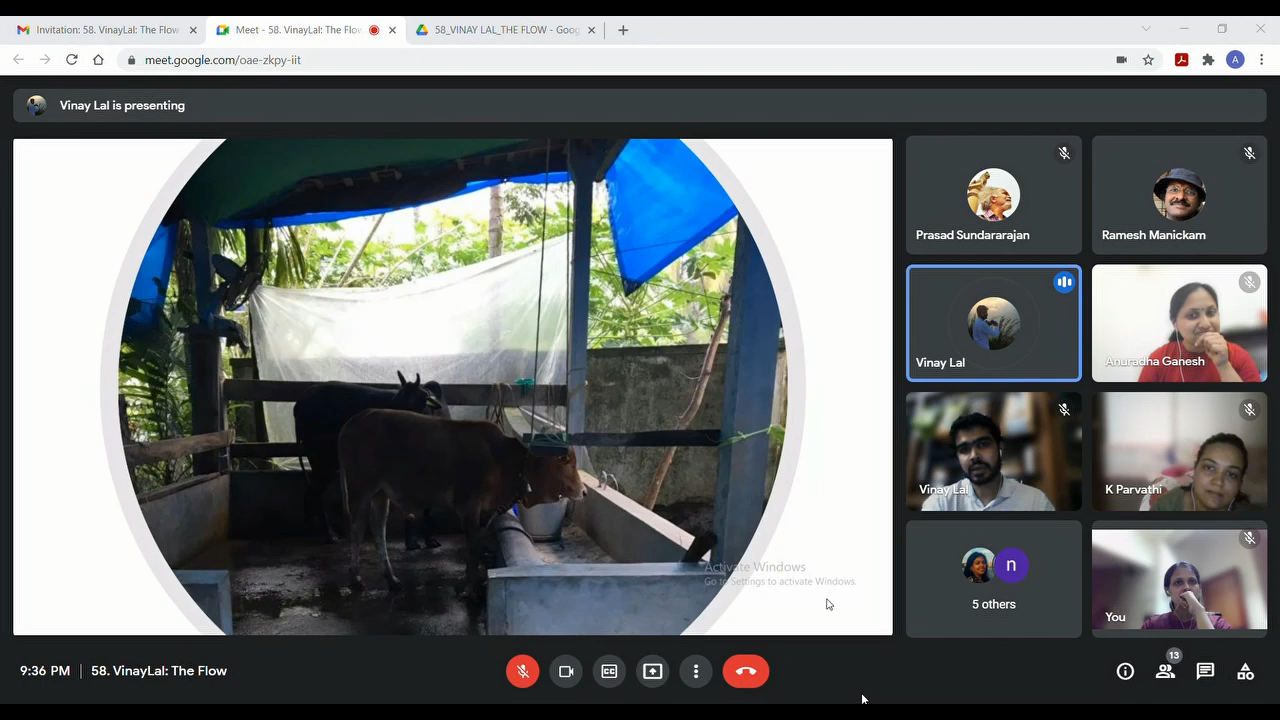 Invitation: 58. VinayLal: The Flow
Meet - 58. VinayLal: The Flo
58_VINAY LAL_THE FLOW - Goog
meet.google.com/oae-zkpy-iit
A
Vinay Lal is presenting
Prasad Sundararajan
Ramesh Manickam
Vinay Lal
Anuradha Ganesh
Vinay Lal
K Parvathi
n
5 others
You
Activate Windows
Go to Settings to activate Windows.
9:36 PM
58. VinayLal: The Flow
CC
13